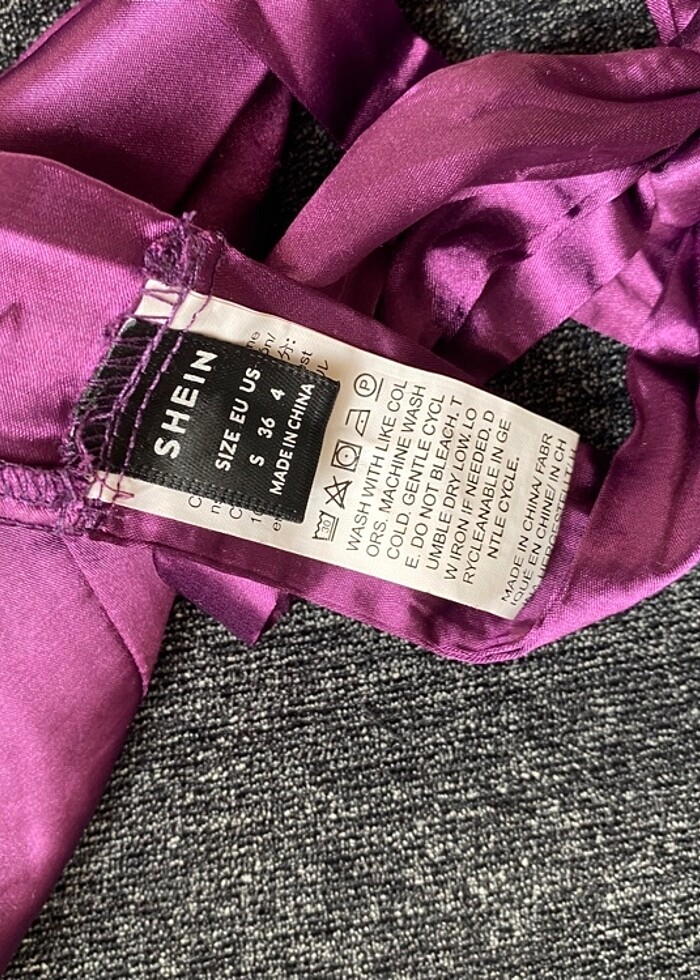 SHEIN
SIZE EU US
S 36 4
MADE IN CHINA
30
P
WASH WITH LIKE COL
ORS. MACHINE WASH
COLD. GENTLE CYCL
E. DO NOT BLEACH. T
UMBLE DRY LOW. LO
W IRON IF NEEDED. D
RYCLEANABLE IN GE
NTLE CYCLE.
MADE IN CHINA/ FABR
IQUÉ EN CHINE/ IN CH